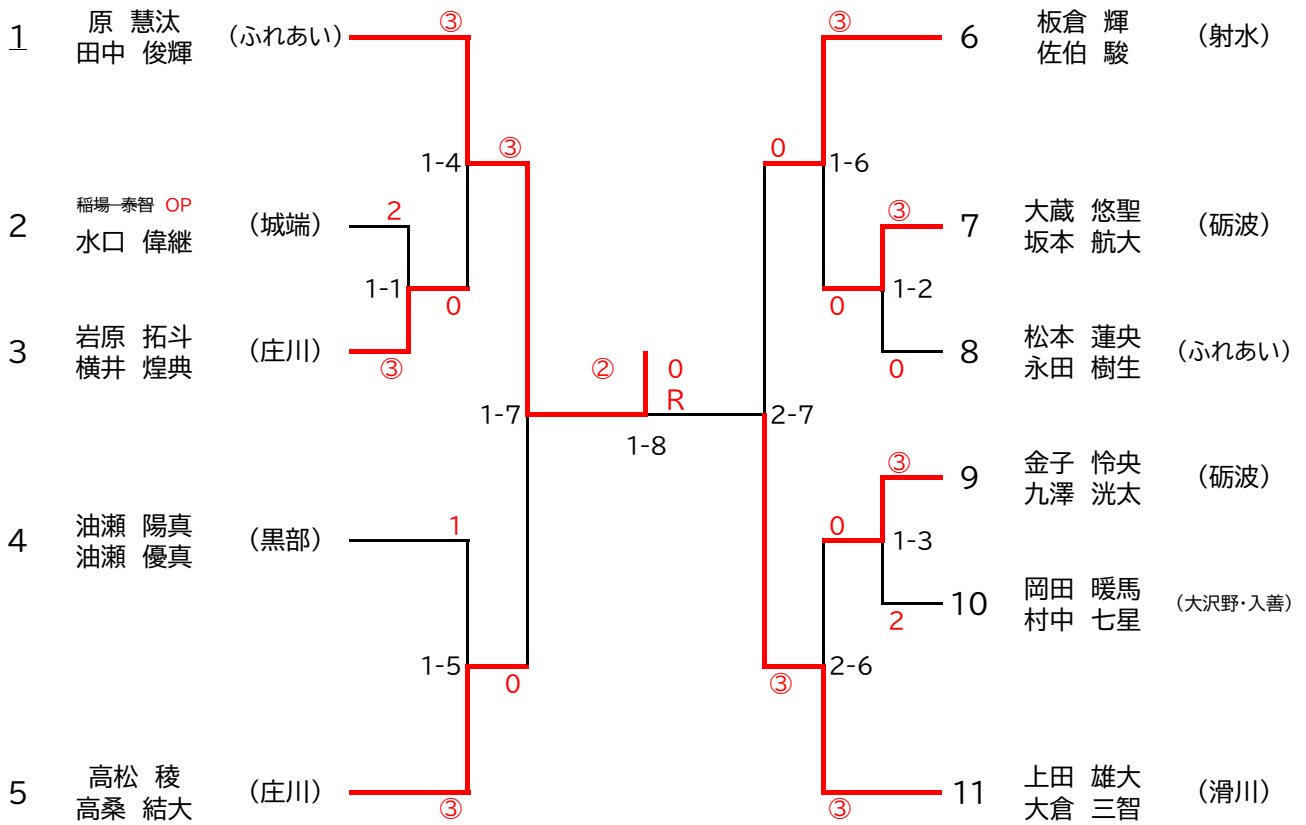 1
原 慧汰
田中 俊輝
(ふれあい)
③
1-4
③
2
稲場 泰智 OP
水口 偉継
(城端)
2
1-1
0
3
岩原 拓斗
横井 煌典
(庄川)
③
1-7
②
0
R
1-8
4
油瀬 陽真
油瀬 優真
(黒部)
1
1-5
0
5
高松 稜
高桑 結大
(庄川)
③
③
6
板倉 輝
佐伯 駿
(射水)
0
1-6
③
7
大蔵 悠聖
坂本 航大
(砺波)
0
1-2
8
松本 蓮央
永田 樹生
(ふれあい)
0
2-7
③
9
金子 怜央
九澤 洸太
(砺波)
0
1-3
10
岡田 暖馬
村中 七星
(大沢野・入善)
2
2-6
③
11
上田 雄大
大倉 三智
(滑川)
③